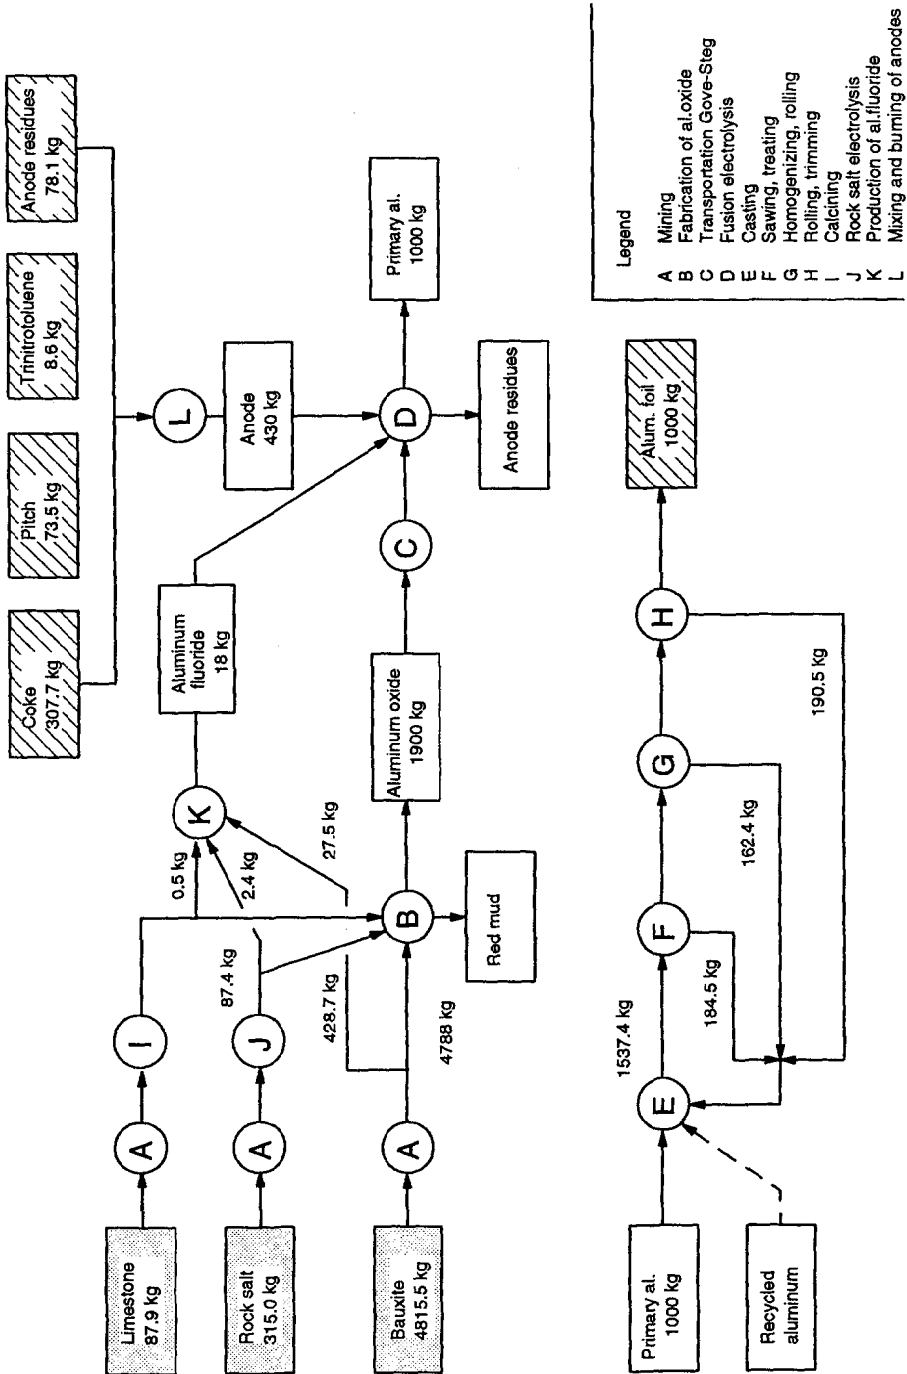 Limestone
87.9 kg
Rock salt
315.0 kg
Bauxite
4815.5 kg
A
A
A
I
J
87.4 kg
428.7 kg
4788 kg
0.5 kg
2.4 kg
27.5 kg
K
B
Red mud
Aluminum
fluoride
18 kg
Aluminum oxide
1900 kg
C
Coke
307.7 kg
Pitch
73.5 kg
Trinitrotoluene
8.6 kg
Anode residues
78.1 kg
L
Anode
430 kg
D
Anode residues
Primary al.
1000 kg
Primary al.
1000 kg
Recycled
aluminum
E
1537.4 kg
F
184.5 kg
G
162.4 kg
H
190.5 kg
Alum. foil
1000 kg
Legend
A Mining
B Fabrication of al.oxide
C Transportation Gove-Steg
D Fusion electrolysis
E Casting
F Sawing, treating
G Homogenizing, rolling
H Rolling, trimming
I Calcining
J Rock salt electrolysis
K Production of al.fluoride
L Mixing and burning of anodes